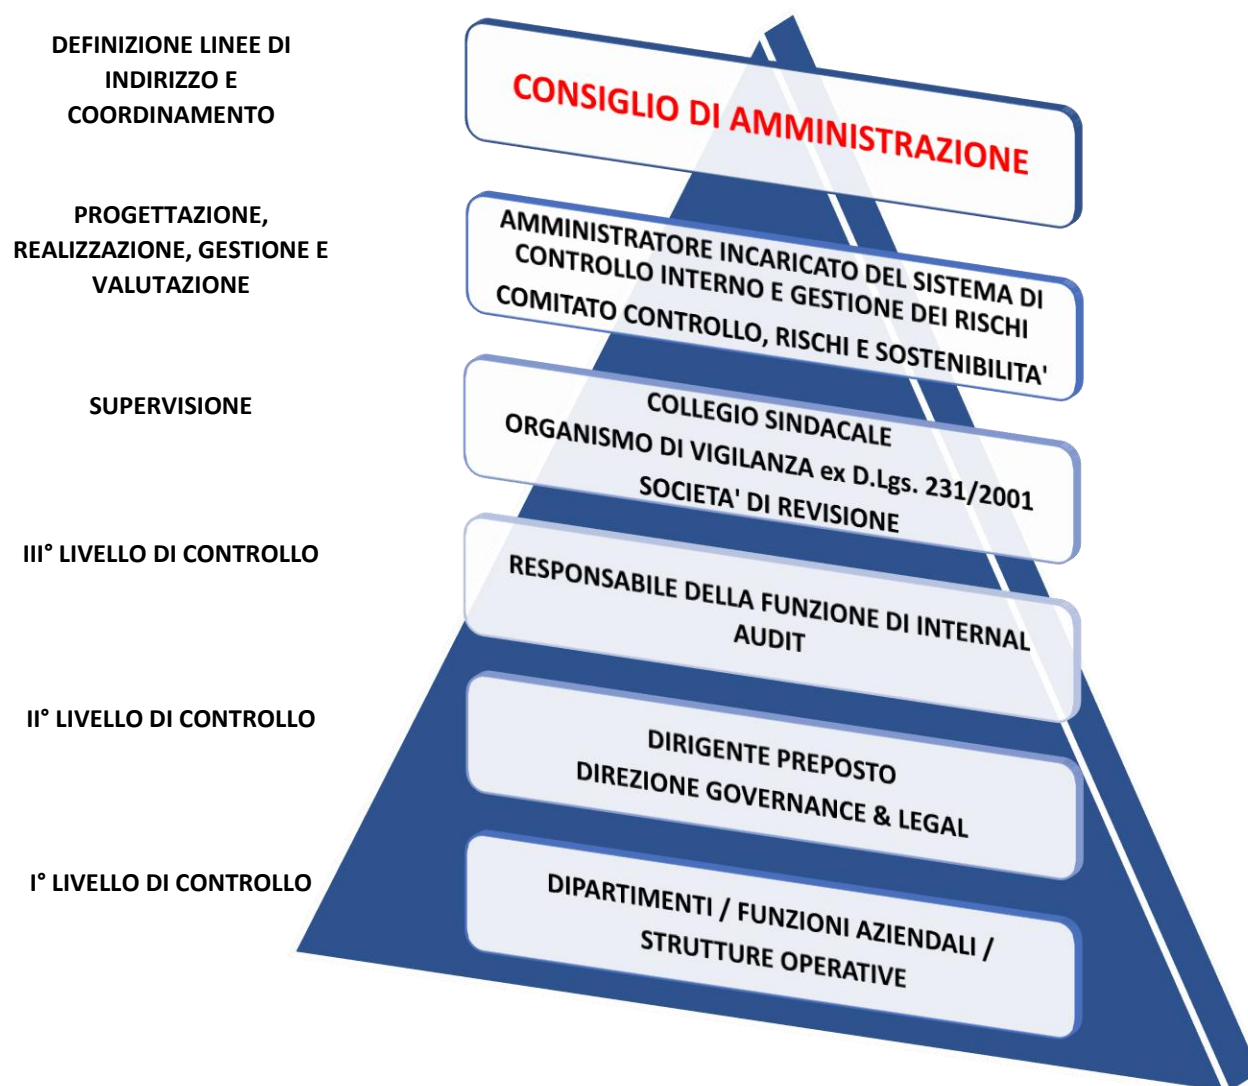 DEFINIZIONE LINEE DI
INDIRIZZO E
COORDINAMENTO
CONSIGLIO DI AMMINISTRAZIONE
PROGETTAZIONE,
REALIZZAZIONE, GESTIONE E
VALUTAZIONE
AMMINISTRATORE INCARICATO DEL SISTEMA DI
CONTROLLO INTERNO E GESTIONE DEI RISCHI
COMITATO CONTROLLO, RISCHI E SOSTENIBILITA'
SUPERVISIONE
COLLEGIO SINDACALE
ORGANISMO DI VIGILANZA ex D.Lgs. 231/2001
SOCIETA' DI REVISIONE
III° LIVELLO DI CONTROLLO
RESPONSABILE DELLA FUNZIONE DI INTERNAL
AUDIT
II° LIVELLO DI CONTROLLO
DIRIGENTE PREPOSTO
DIREZIONE GOVERNANCE & LEGAL
I° LIVELLO DI CONTROLLO
DIPARTIMENTI / FUNZIONI AZIENDALI /
STRUTTURE OPERATIVE